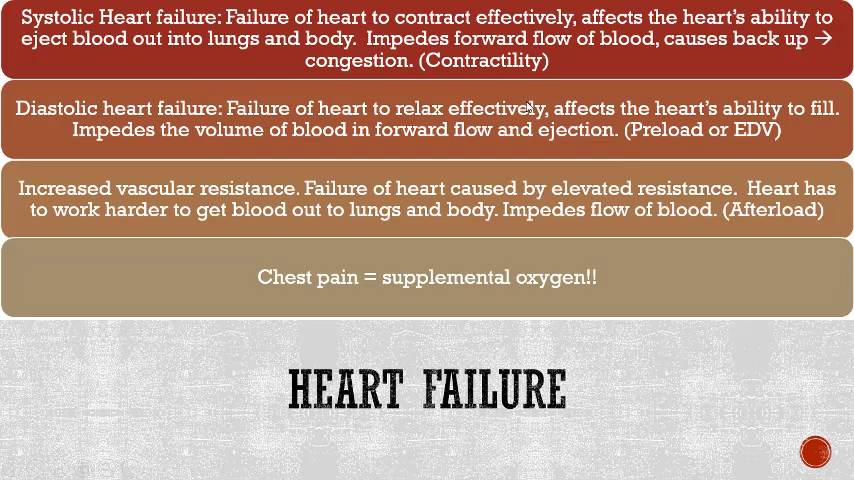 Systolic Heart failure: Failure of heart to contract effectively, affects the heart's ability to
eject blood out into lungs and body.  Impedes forward flow of blood, causes back up →
congestion. (Contractility)
Diastolic heart failure: Failure of heart to relax effectively, affects the heart's ability to fill.
Impedes the volume of blood in forward flow and ejection. (Preload or EDV)
Increased vascular resistance. Failure of heart caused by elevated resistance.  Heart has
to work harder to get blood out to lungs and body. Impedes flow of blood. (Afterload)
Chest pain = supplemental oxygen!!
HEART FAILURE